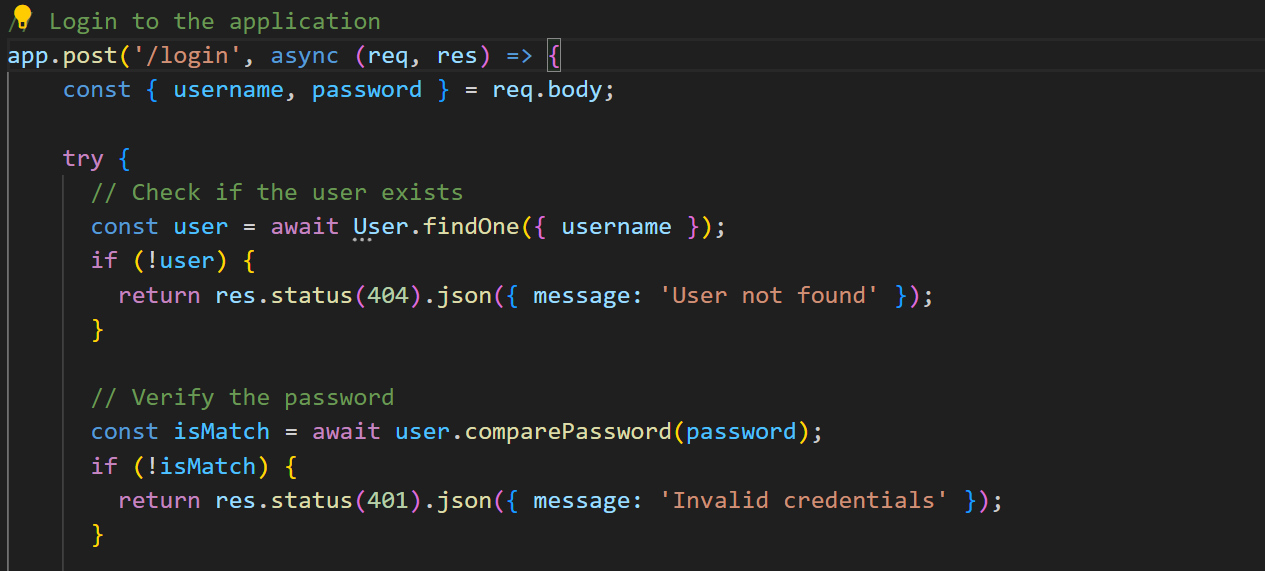 // Login to the application
app.post('/login', async (req, res) => {
    const { username, password } = req.body;
    try {
      // Check if the user exists
      const user = await User.findOne({ username });
      if (!user) {
        return res.status(404).json({ message: 'User not found' });
      }
      // Verify the password
      const isMatch = await user.comparePassword(password);
      if (!isMatch) {
        return res.status(401).json({ message: 'Invalid credentials' });
      }